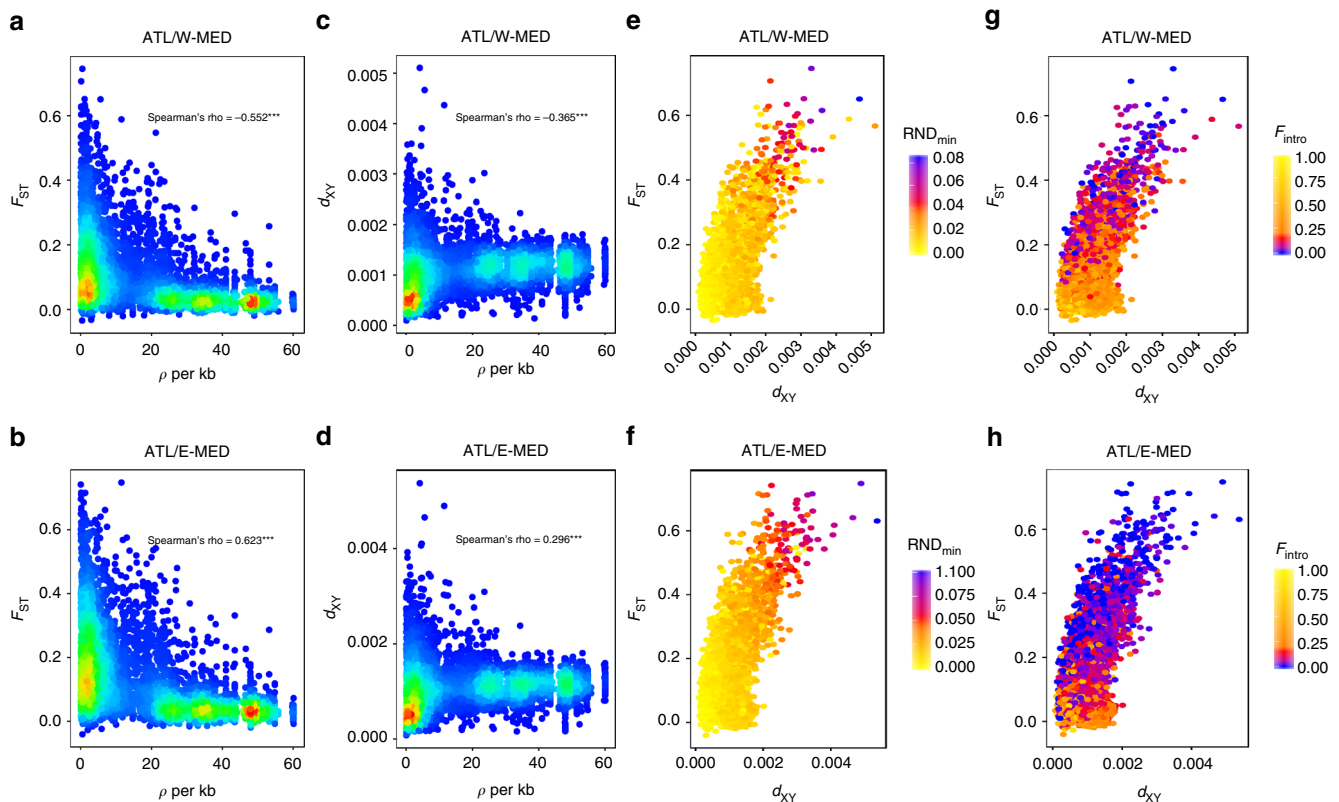 a
ATL/W-MED
F_ST
0.6
0.4
0.2
0.0
Spearman's rho = –0.552***
0
20
40
60
ρ per kb
c
ATL/W-MED
d_XY
0.005
0.004
0.003
0.002
0.001
0.000
Spearman's rho = –0.365***
0
20
40
60
ρ per kb
e
ATL/W-MED
F_ST
0.6
0.4
0.2
0.0
0.000
0.001
0.002
0.003
0.004
0.005
d_XY
RND_min
0.08
0.06
0.04
0.02
0.00
g
ATL/W-MED
F_ST
0.6
0.4
0.2
0.0
0.000
0.001
0.002
0.003
0.004
0.005
d_XY
F_intro
1.00
0.75
0.50
0.25
0.00
b
ATL/E-MED
F_ST
0.6
0.4
0.2
0.0
Spearman's rho = 0.623***
0
20
40
60
ρ per kb
d
ATL/E-MED
d_XY
0.004
0.002
0.000
Spearman's rho = 0.296***
0
20
40
60
ρ per kb
f
ATL/E-MED
F_ST
0.6
0.4
0.2
0.0
0.000
0.002
0.004
d_XY
RND_min
1.100
0.075
0.050
0.025
0.000
h
ATL/E-MED
F_ST
0.6
0.4
0.2
0.0
0.000
0.002
0.004
d_XY
F_intro
1.00
0.75
0.50
0.25
0.00